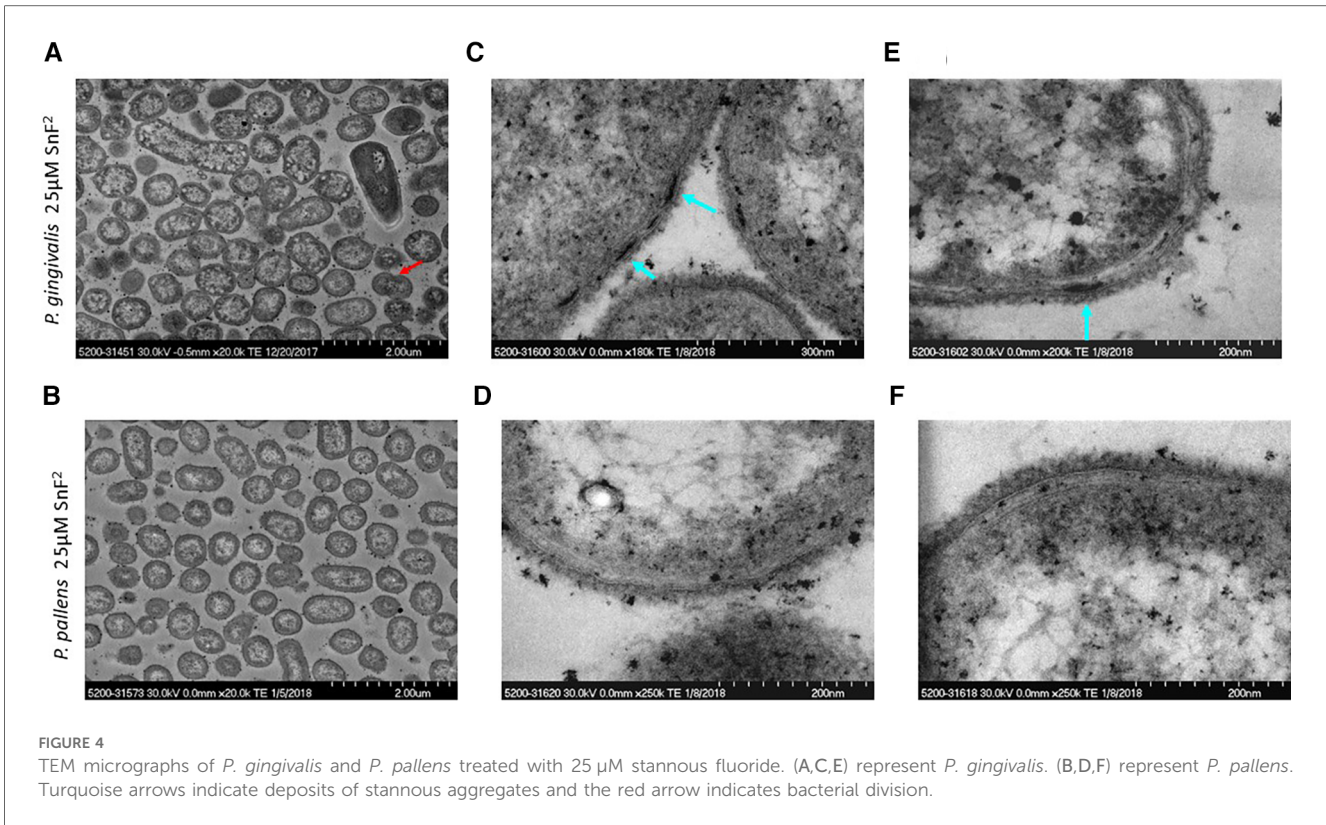 A
C
E
P. gingivalis 25µM SnF²
5200-31451 30.0kV -0.5mm x20.0k TE 12/20/2017 2.00um
5200-31600 30.0kV 0.0mm x180k TE 1/8/2018 300nm
5200-31602 30.0kV 0.0mm x200k TE 1/8/2018 200nm
B
D
F
P. pallens 25µM SnF²
5200-31573 30.0kV 0.0mm x20.0k TE 1/5/2018 2.00um
5200-31620 30.0kV 0.0mm x250k TE 1/8/2018 200nm
5200-31618 30.0kV 0.0mm x250k TE 1/8/2018 200nm
FIGURE 4
TEM micrographs of P. gingivalis and P. pallens treated with 25 µM stannous fluoride. (A,C,E) represent P. gingivalis. (B,D,F) represent P. pallens.
Turquoise arrows indicate deposits of stannous aggregates and the red arrow indicates bacterial division.